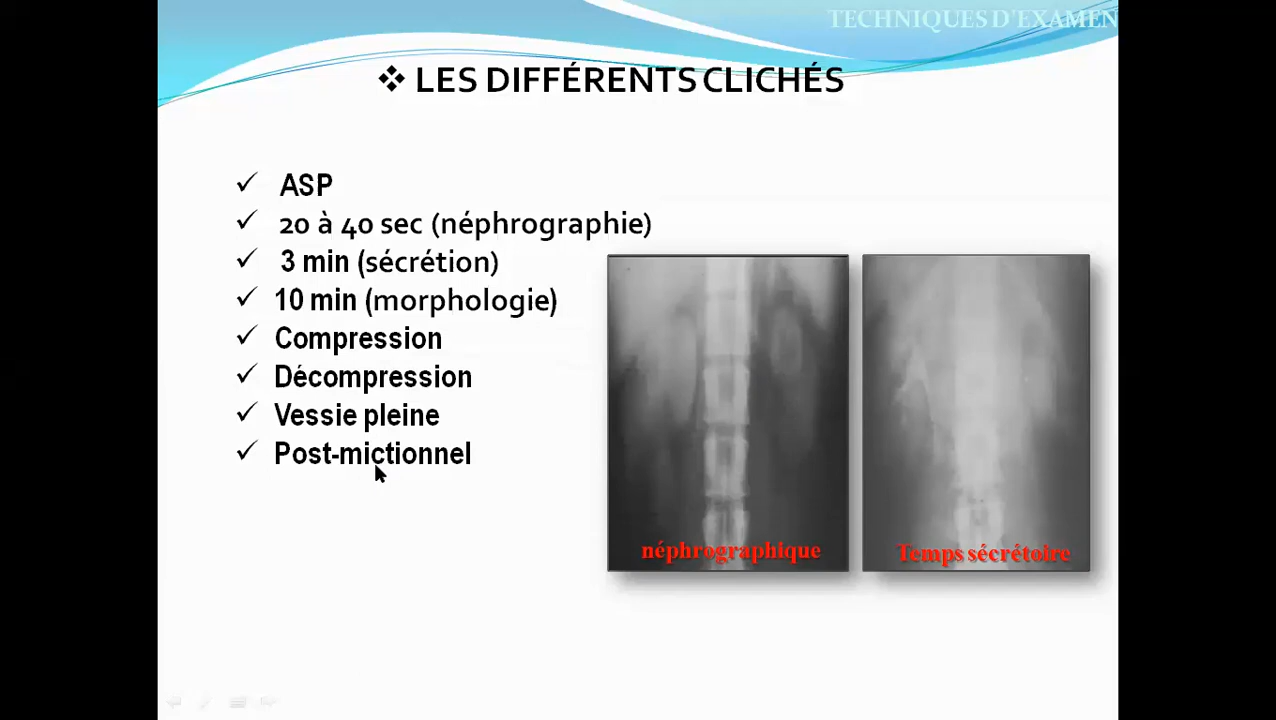 TECHNIQUES D'EXAMEN
❖ LES DIFFÉRENTS CLICHÉS
✓ ASP
✓ 20 à 40 sec (néphrographie)
✓ 3 min (sécrétion)
✓ 10 min (morphologie)
✓ Compression
✓ Décompression
✓ Vessie pleine
✓ Post-mictionnel
néphrographique
Temps sécrétoire